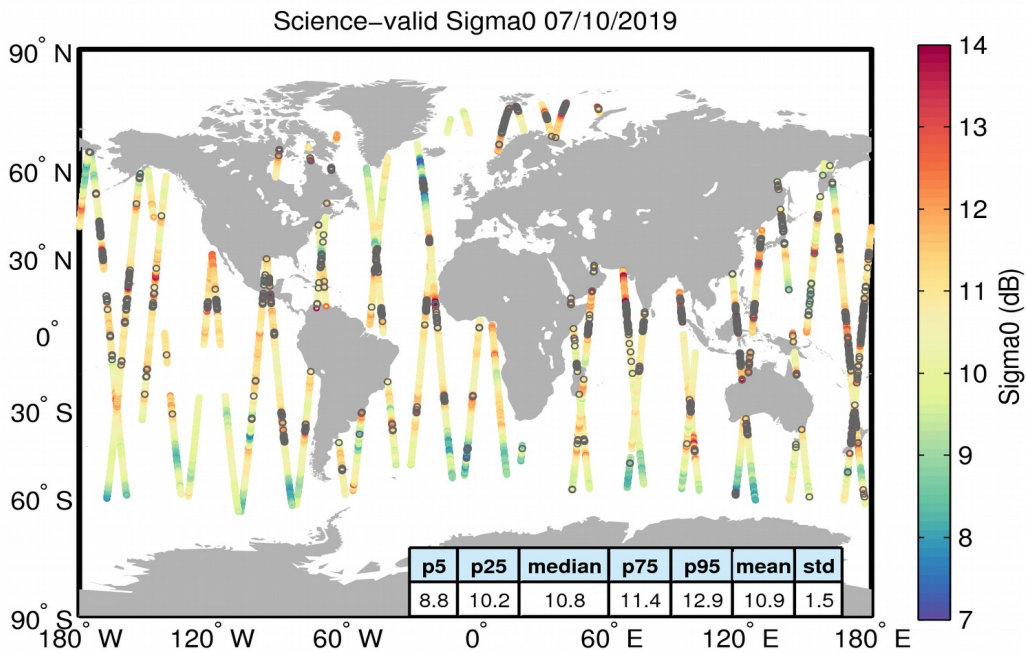 Science−valid Sigma0 07/10/2019
90° N
60° N
30° N
0°
30° S
60° S
90° S
180° W
120° W
60° W
0°
60° E
120° E
180° E
14
13
12
11
10
9
8
7
Sigma0 (dB)
p5 p25 median p75 p95 mean std
8.8 10.2 10.8 11.4 12.9 10.9 1.5